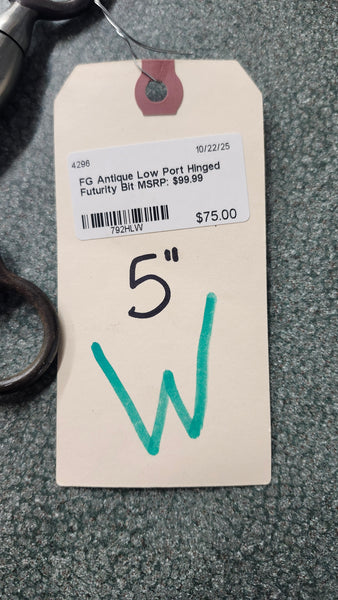 4296 10/22/25
FG Antique Low Port Hinged
Futurity Bit MSRP: $99.99
792HLW $75.00
5"
W